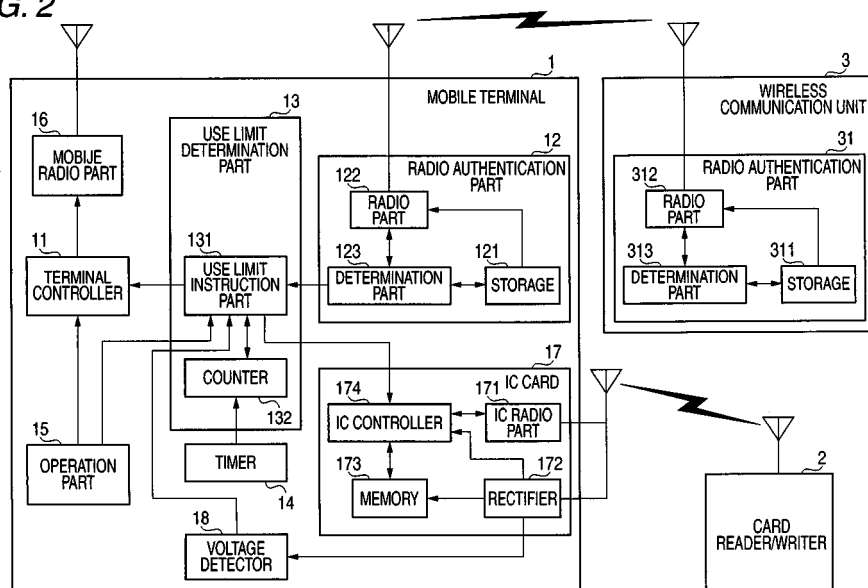 G. 2
1
3
MOBILE TERMINAL
WIRELESS
COMMUNICATION UNIT
16
MOBIJE
RADIO PART
13
USE LIMIT
DETERMINATION
PART
12
RADIO AUTHENTICATION
PART
122
RADIO
PART
123
DETERMINATION
PART
121
STORAGE
31
RADIO AUTHENTICATION
PART
312
RADIO
PART
313
DETERMINATION
PART
311
STORAGE
11
TERMINAL
CONTROLLER
131
USE LIMIT
INSTRUCTION
PART
COUNTER
132
15
OPERATION
PART
TIMER
14
18
VOLTAGE
DETECTOR
17
IC CARD
174
IC CONTROLLER
171
IC RADIO
PART
173
MEMORY
172
RECTIFIER
2
CARD
READER/WRITER